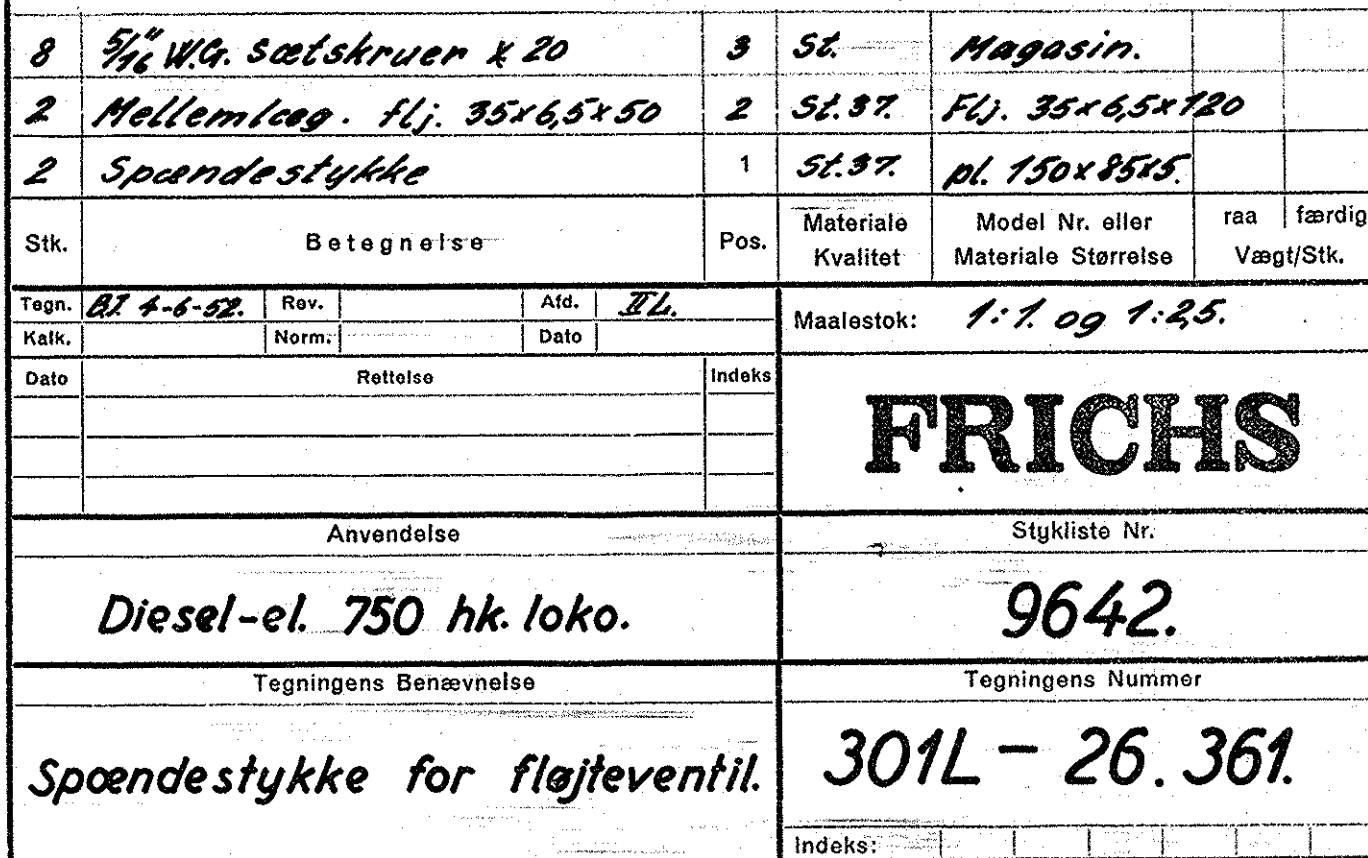 8 5/16" W.G. sætskruer x 20 3 St. Magasin.
2 Mellemlæg. flj. 35x6,5x50 2 St.37. Flj. 35x6,5x120
2 Spændestykke 1 St.37. pl. 150x85x5.
Stk. Betegnelse Pos. Materiale Kvalitet Model Nr. eller Materiale Størrelse raa færdig Vægt/Stk.
Tegn. B.J. 4-6-52. Rev. Afd. II L. Maalestok: 1:1. og 1:2,5.
Kalk. Norm. Dato
Dato Rettelse Indeks
FRICHS
Anvendelse Stykliste Nr.
Diesel-el. 750 hk. loko. 9642.
Tegningens Benævnelse Tegningens Nummer
Spændestykke for fløjteventil. 301L - 26.361.
Indeks: